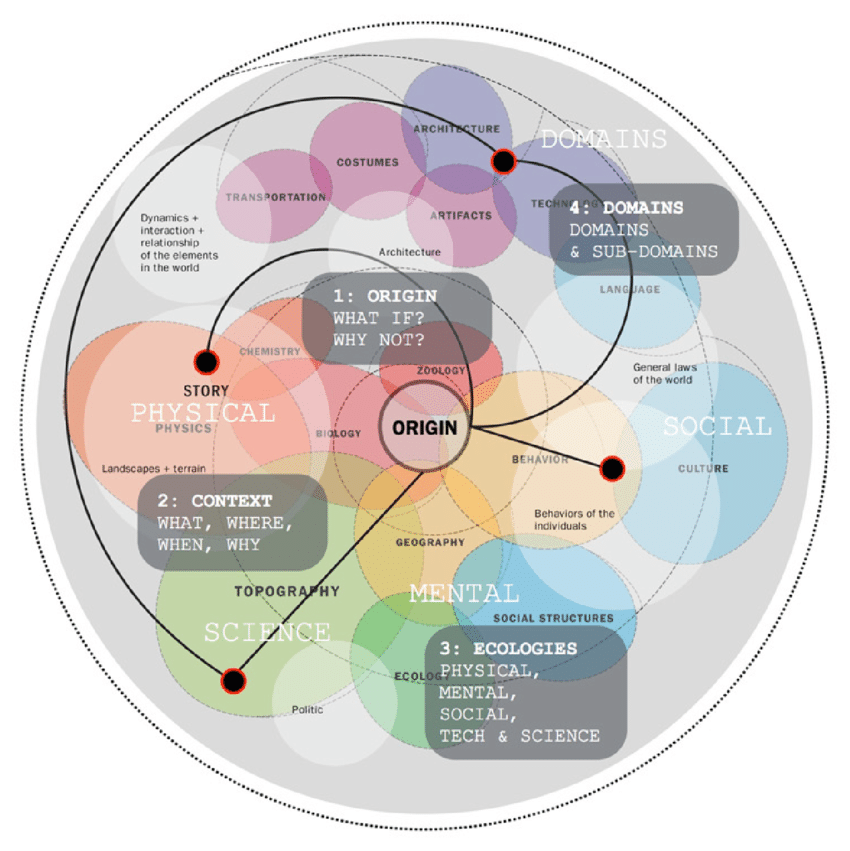 ARCHITECTURE
DOMAINS
COSTUMES
TRANSPORTATION
TECHNOLOGY
4: DOMAINS
DOMAINS
& SUB-DOMAINS
ARTIFACTS
Dynamics +
interaction +
relationship
of the elements
in the world
Architecture
LANGUAGE
1: ORIGIN
WHAT IF?
WHY NOT?
CHEMISTRY
ZOOLOGY
General laws
of the world
STORY
PHYSICAL
PHYSICS
BIOLOGY
ORIGIN
SOCIAL
BEHAVIOR
CULTURE
Landscapes + terrain
2: CONTEXT
WHAT, WHERE,
WHEN, WHY
Behaviors of the
individuals
GEOGRAPHY
TOPOGRAPHY
MENTAL
SOCIAL STRUCTURES
SCIENCE
3: ECOLOGIES
PHYSICAL,
MENTAL,
SOCIAL,
TECH & SCIENCE
ECOLOGY
Politic